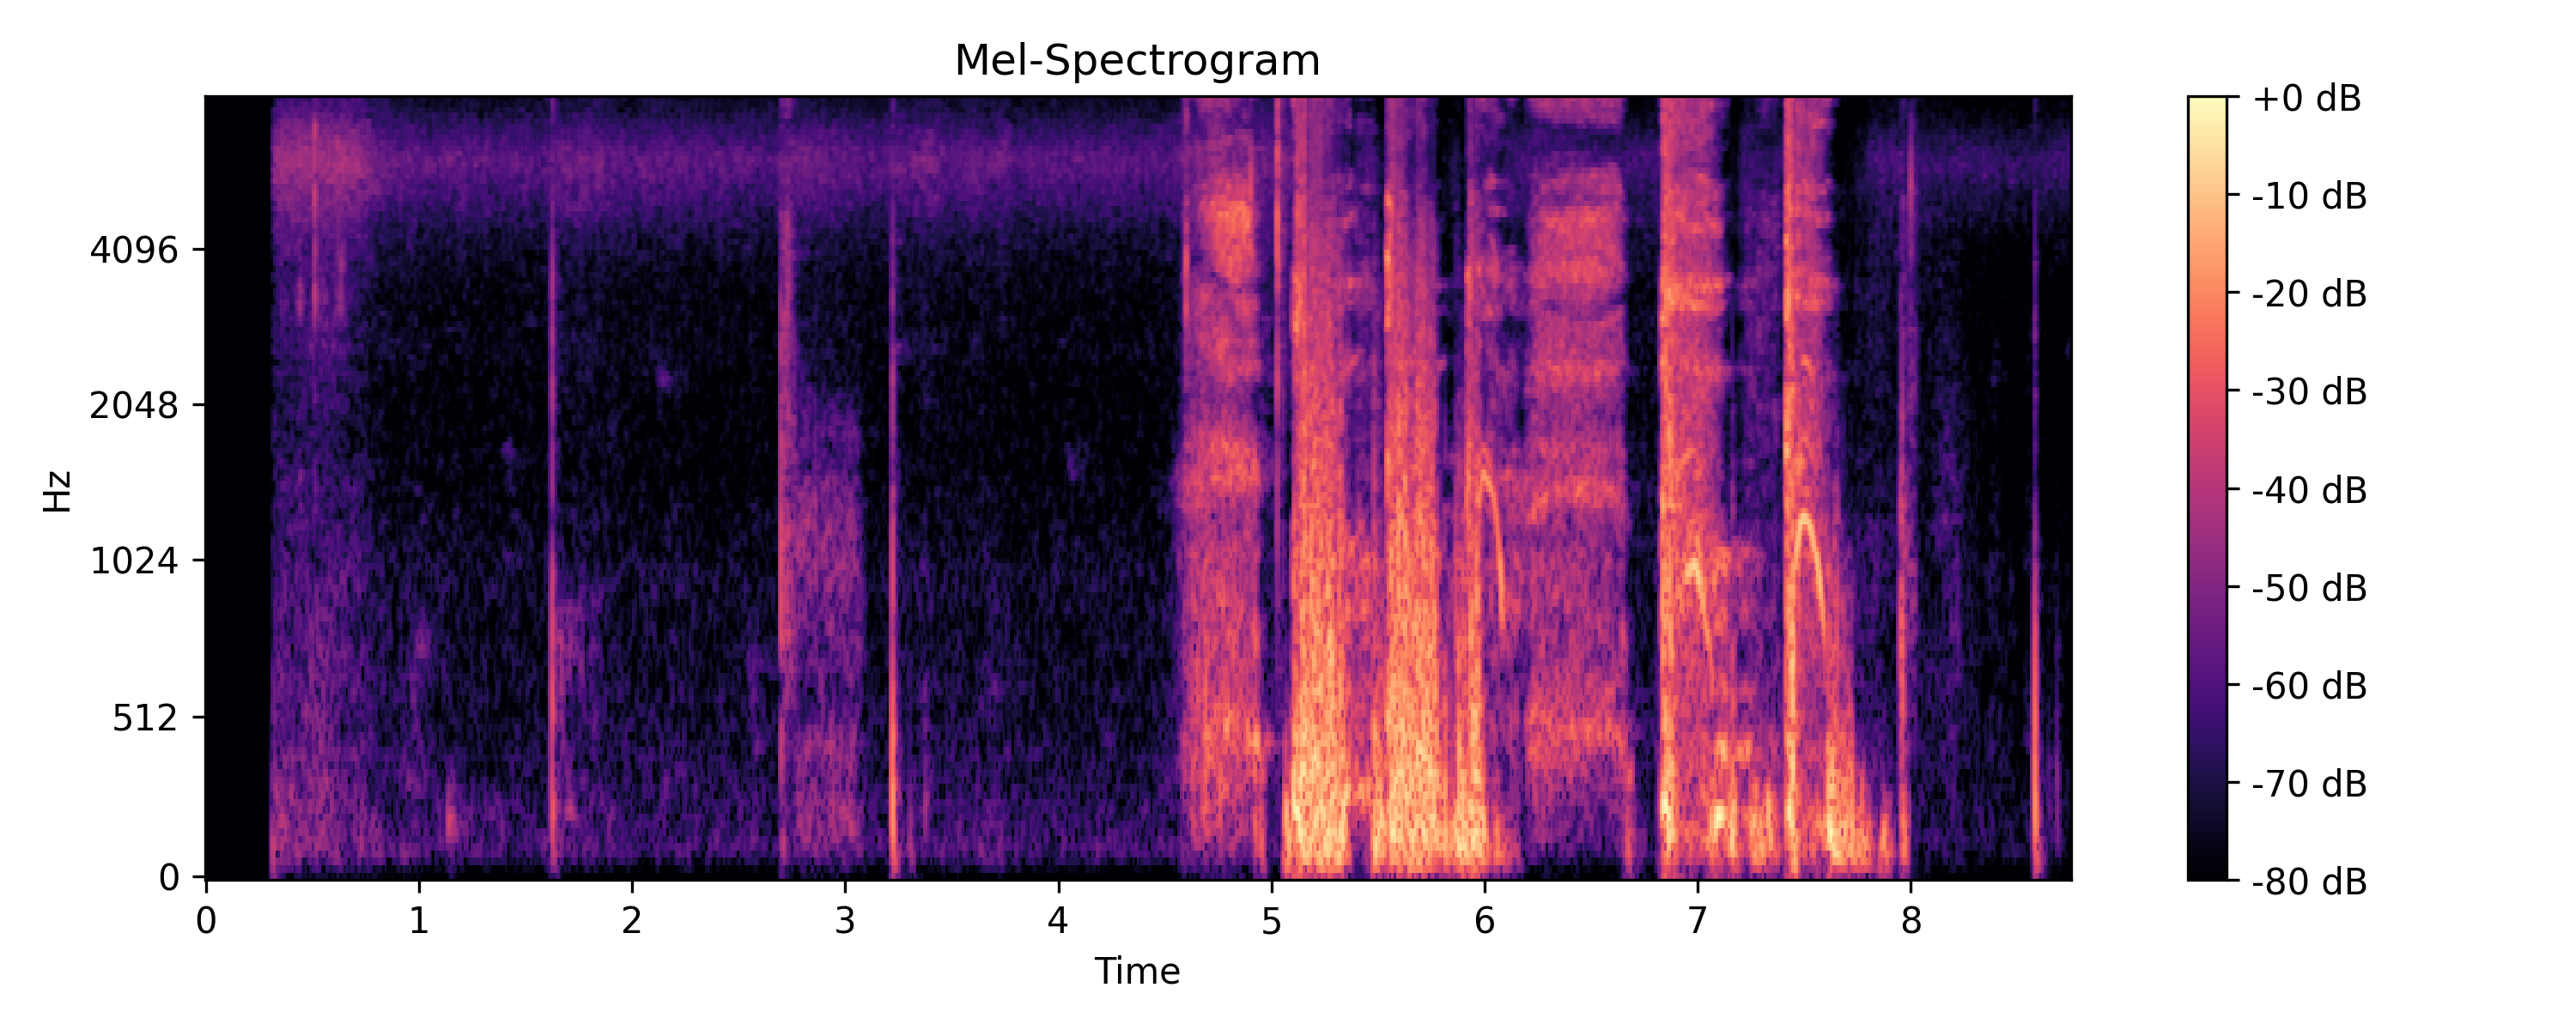 Mel-Spectrogram
+0 dB
-10 dB
-20 dB
-30 dB
-40 dB
-50 dB
-60 dB
-70 dB
-80 dB
4096
2048
1024
512
0
Hz
0 1 2 3 4 5 6 7 8
Time